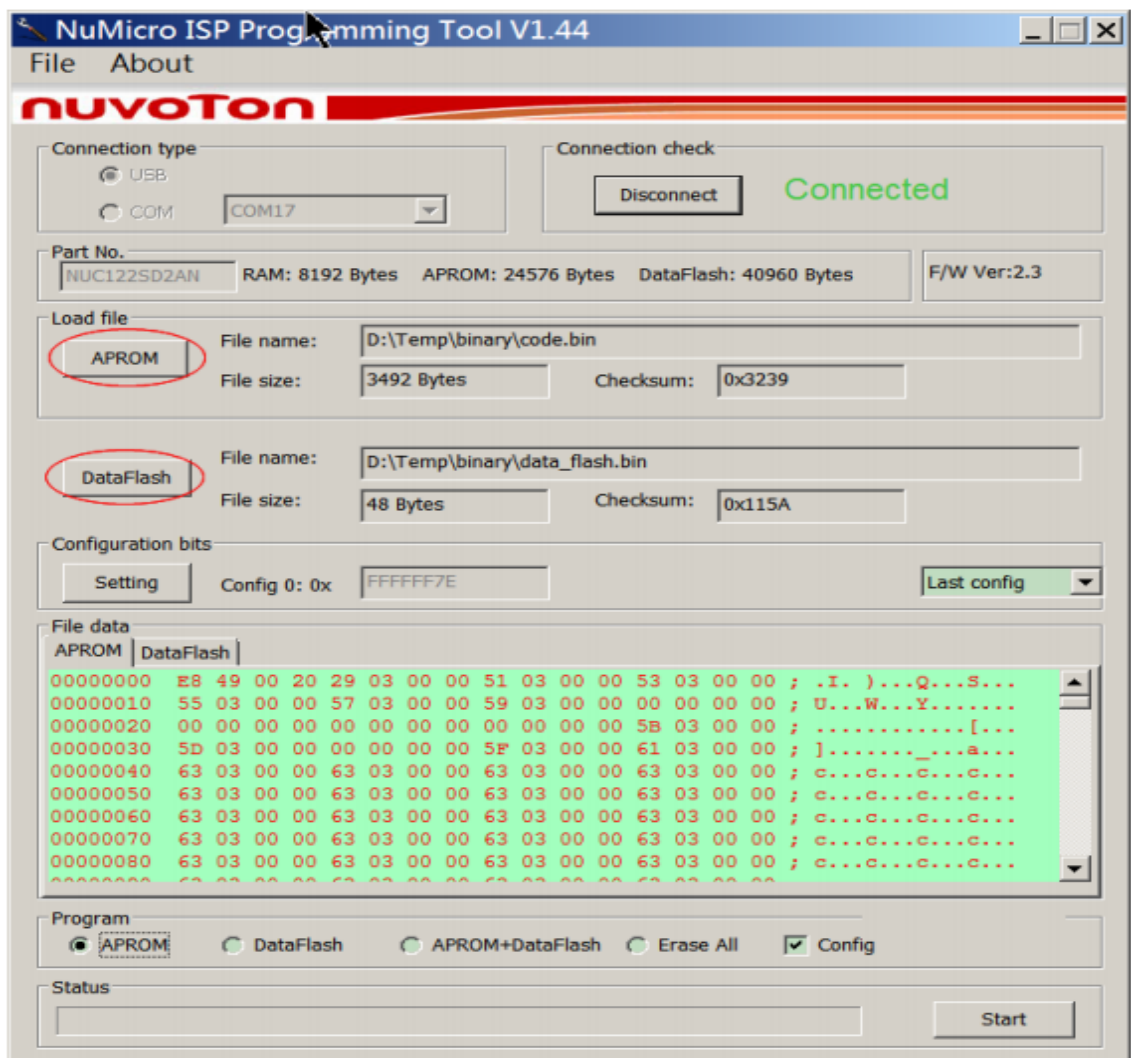 NuMicro ISP Programming Tool V1.44
File About
nuvoTon
Connection type
USB
COM COM17
Connection check
Disconnect Connected
Part No.
NUC122SD2AN RAM: 8192 Bytes APROM: 24576 Bytes DataFlash: 40960 Bytes F/W Ver:2.3
Load file
APROM File name: D:\Temp\binary\code.bin
File size: 3492 Bytes Checksum: 0x3239
DataFlash File name: D:\Temp\binary\data_flash.bin
File size: 48 Bytes Checksum: 0x115A
Configuration bits
Setting Config 0: 0x FFFFFF7E Last config
File data
APROM DataFlash
00000000 E8 49 00 20 29 03 00 00 51 03 00 00 53 03 00 00 ; .I. )...Q...S...
00000010 55 03 00 00 57 03 00 00 59 03 00 00 00 00 00 00 ; U...W...Y.......
00000020 00 00 00 00 00 00 00 00 00 00 00 00 5B 03 00 00 ; ............[...
00000030 5D 03 00 00 00 00 00 00 5F 03 00 00 61 03 00 00 ; ]......._...a...
00000040 63 03 00 00 63 03 00 00 63 03 00 00 63 03 00 00 ; c...c...c...c...
00000050 63 03 00 00 63 03 00 00 63 03 00 00 63 03 00 00 ; c...c...c...c...
00000060 63 03 00 00 63 03 00 00 63 03 00 00 63 03 00 00 ; c...c...c...c...
00000070 63 03 00 00 63 03 00 00 63 03 00 00 63 03 00 00 ; c...c...c...c...
00000080 63 03 00 00 63 03 00 00 63 03 00 00 63 03 00 00 ; c...c...c...c...
Program
APROM DataFlash APROM+DataFlash Erase All Config
Status
Start